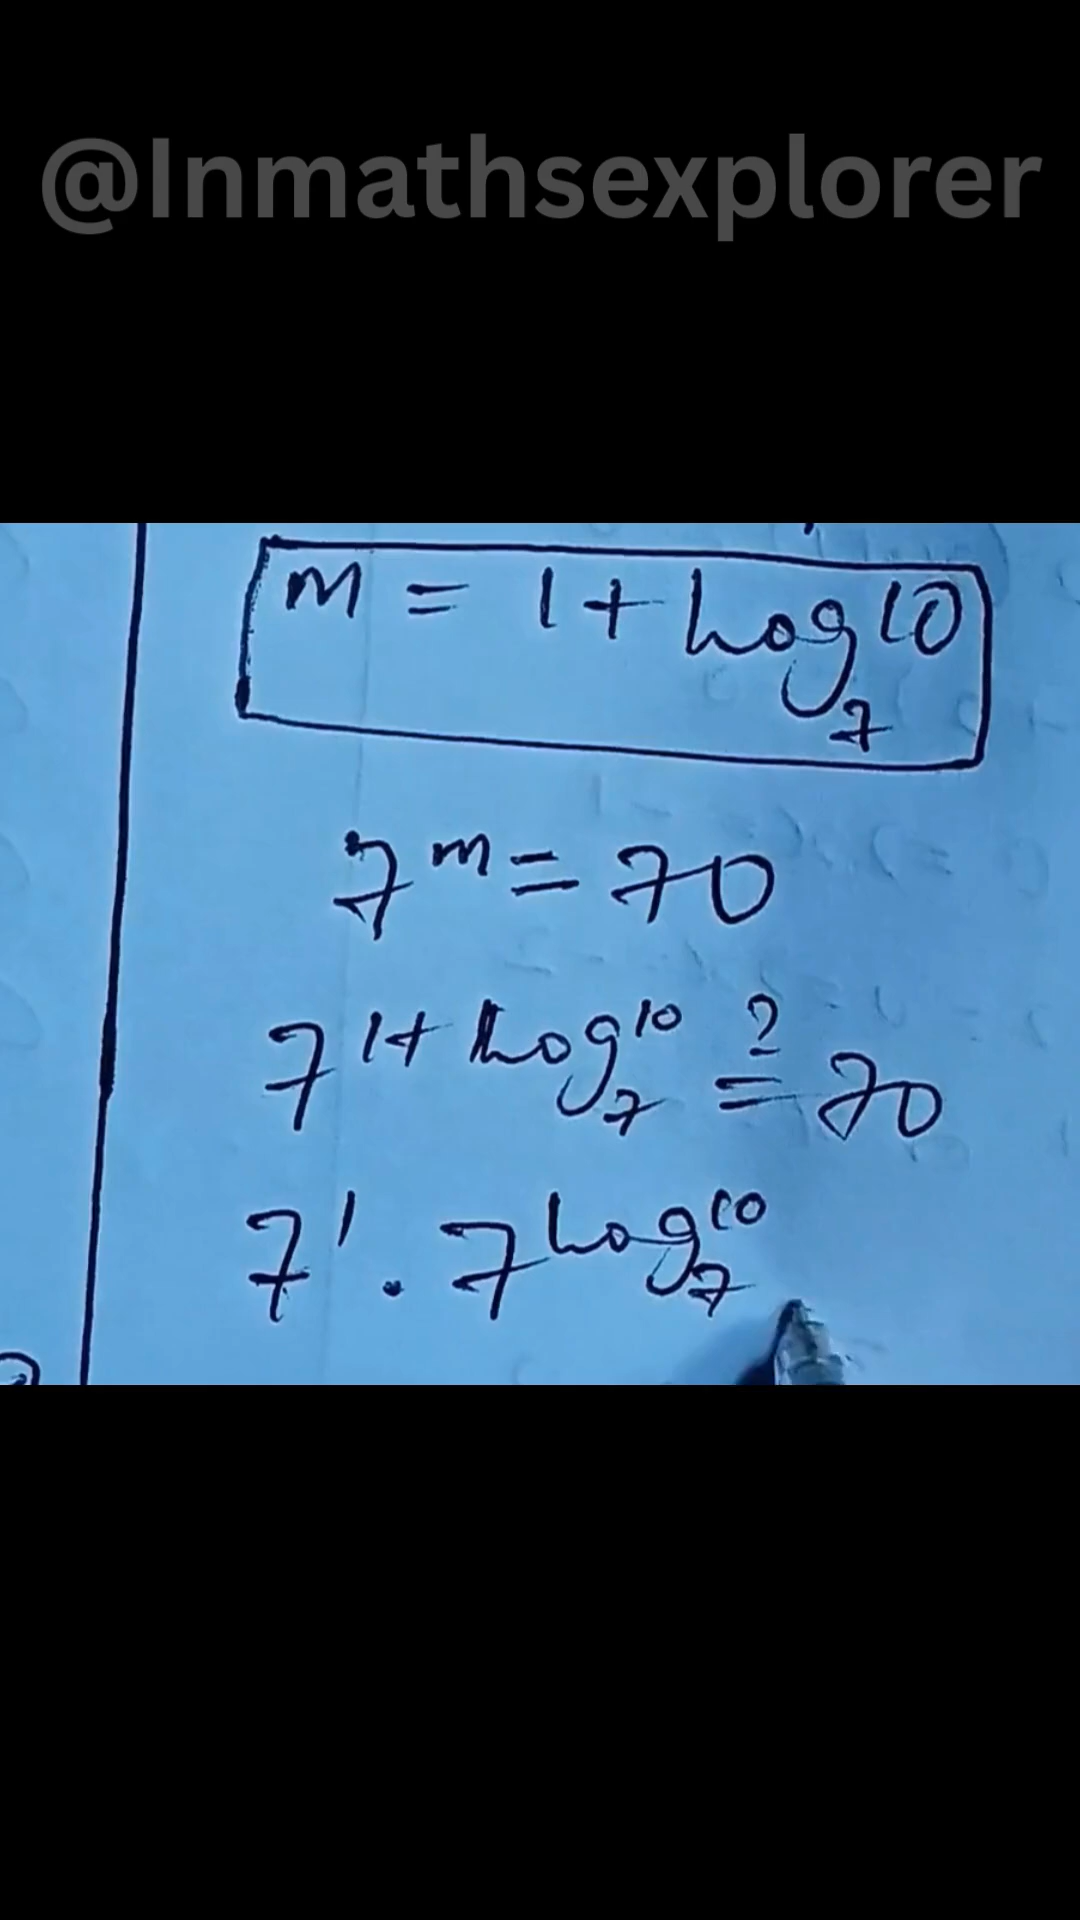 @Inmathsexplorer
m = 1 + log₇10
7ᵐ = 70
7^(1 + log₇10) ≟ 70
7¹ . 7^(log₇10)